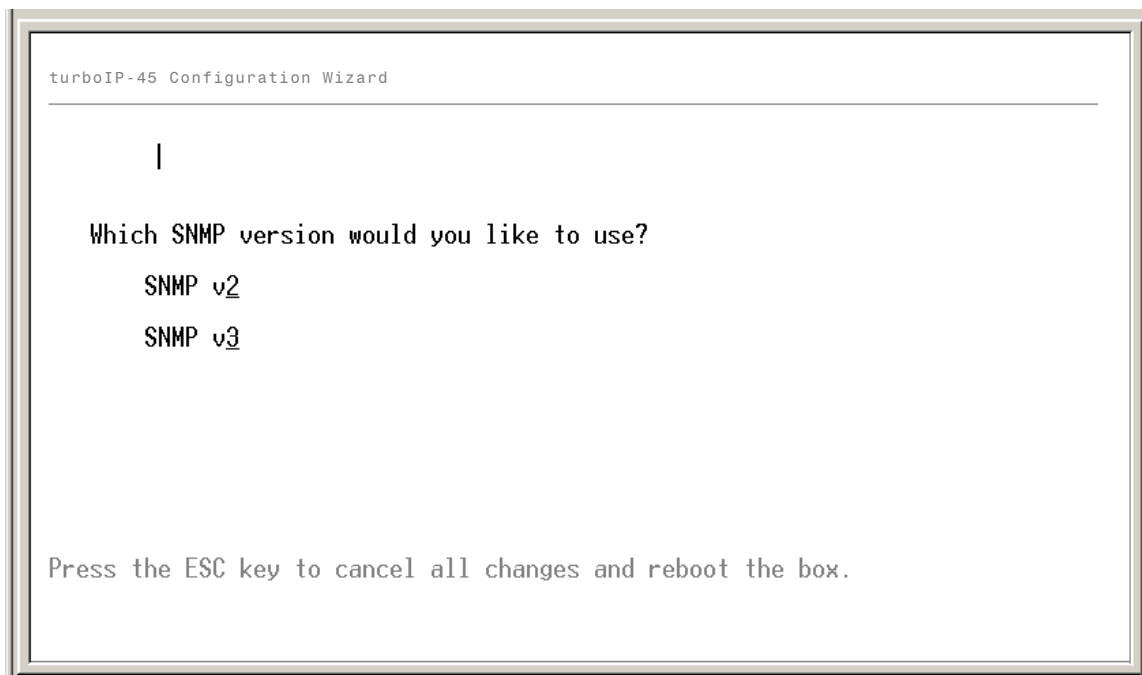 turboIP-45 Configuration Wizard
Which SNMP version would you like to use?
SNMP v2
SNMP v3
Press the ESC key to cancel all changes and reboot the box.